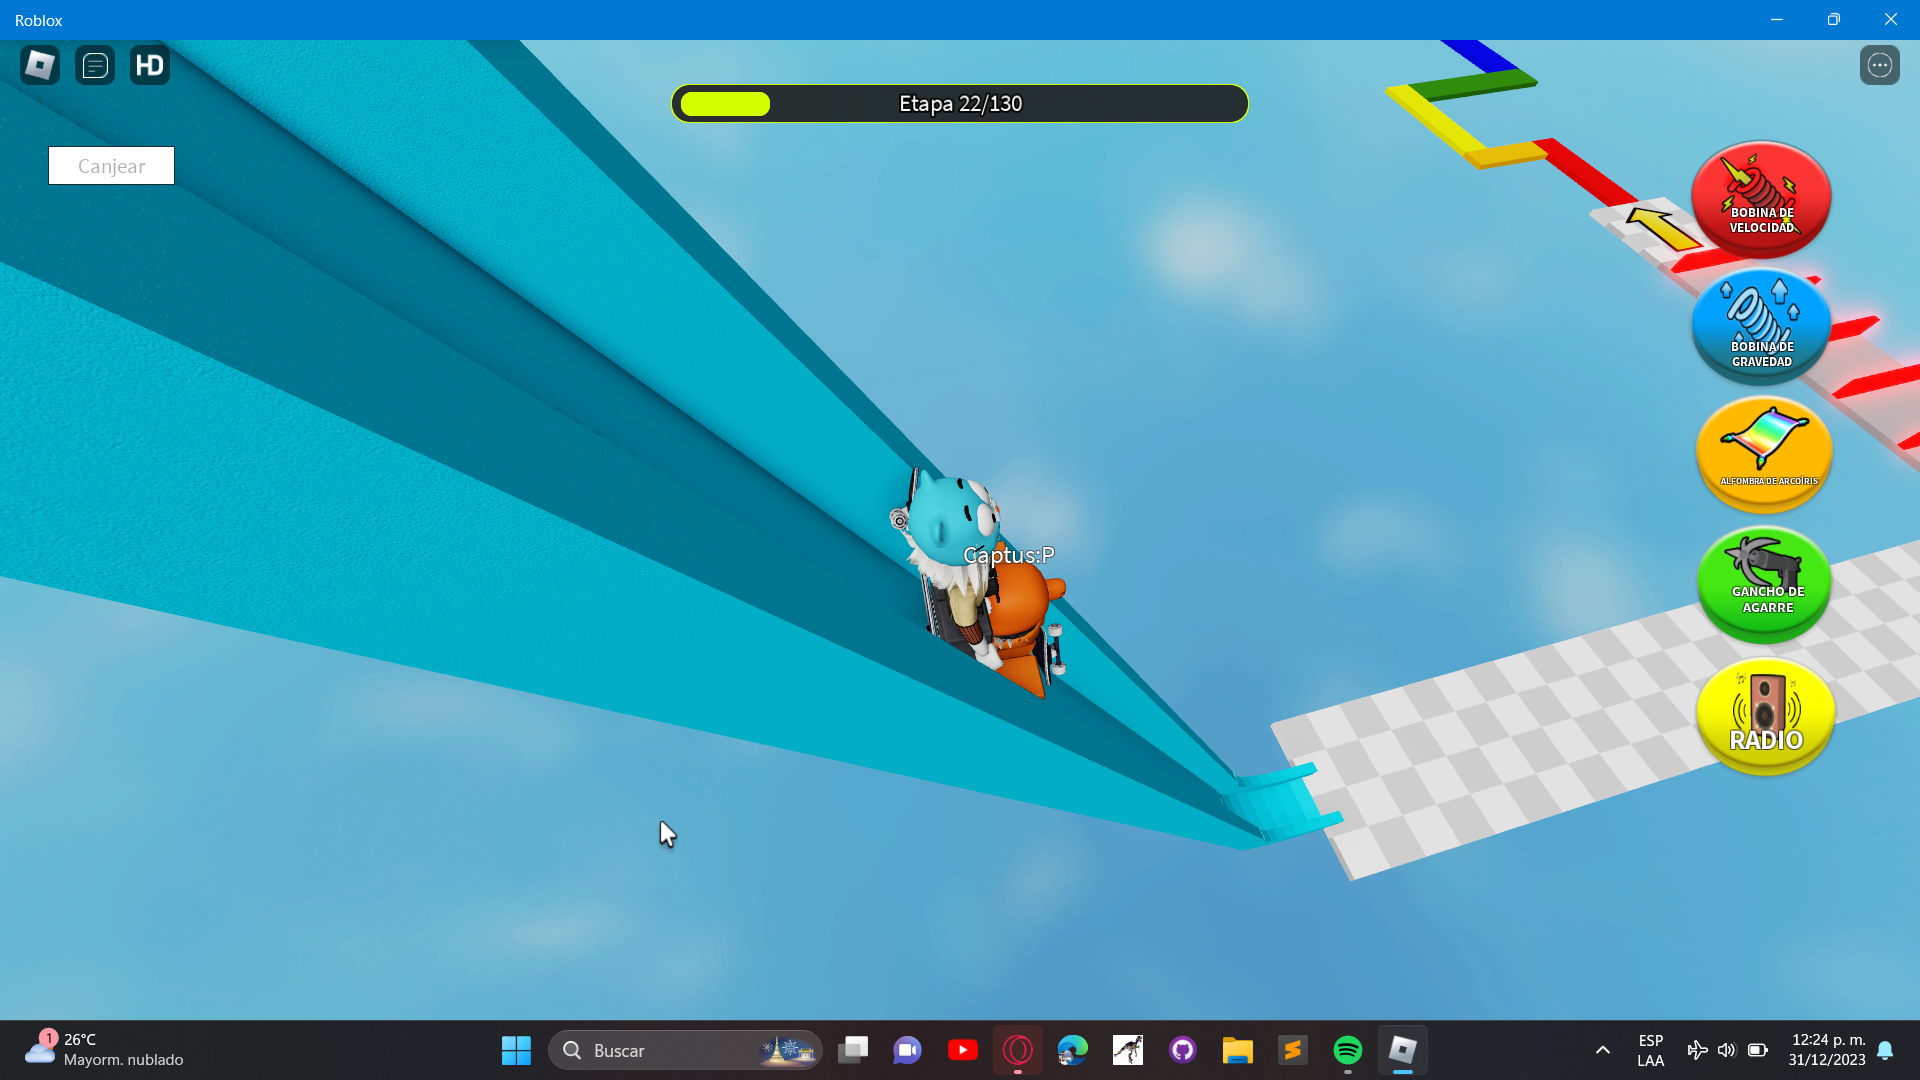 Roblox
HD
Etapa 22/130
Canjear
BOBINA DE
VELOCIDAD
BOBINA DE
GRAVEDAD
ALFOMBRA DE ARCOÍRIS
GANCHO DE
AGARRE
RADIO
Captus:P
1
26°C
Mayorm. nublado
Buscar
ESP
LAA
12:24 p. m.
31/12/2023